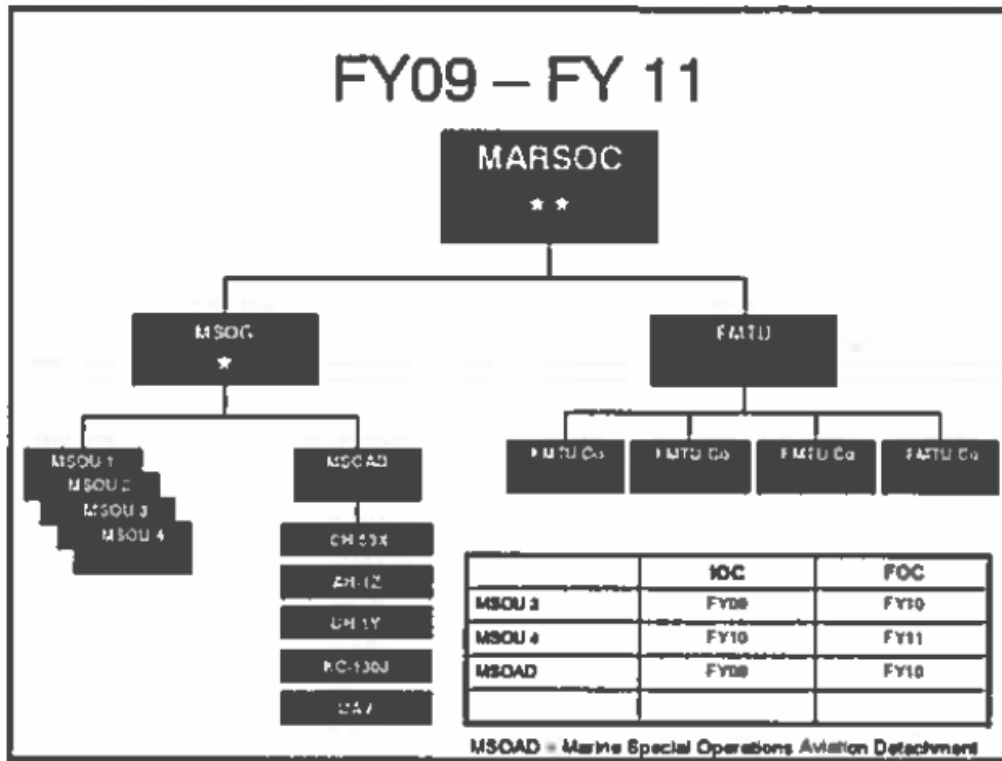 FY09 – FY 11
MARSOC
★ ★
MSOG
★
FMTU
MSOU 1
MSOU 2
MSOU 3
MSOU 4
MSOAD
FMTU Co
FMTU Co
FMTU Co
FMTU Co
CH-53X
AH-1Z
UH-1Y
KC-130J
UAV
IOC FOC
MSOU 3 FY09 FY10
MSOU 4 FY10 FY11
MSOAD FY10
MSOAD = Marine Special Operations Aviation Detachment